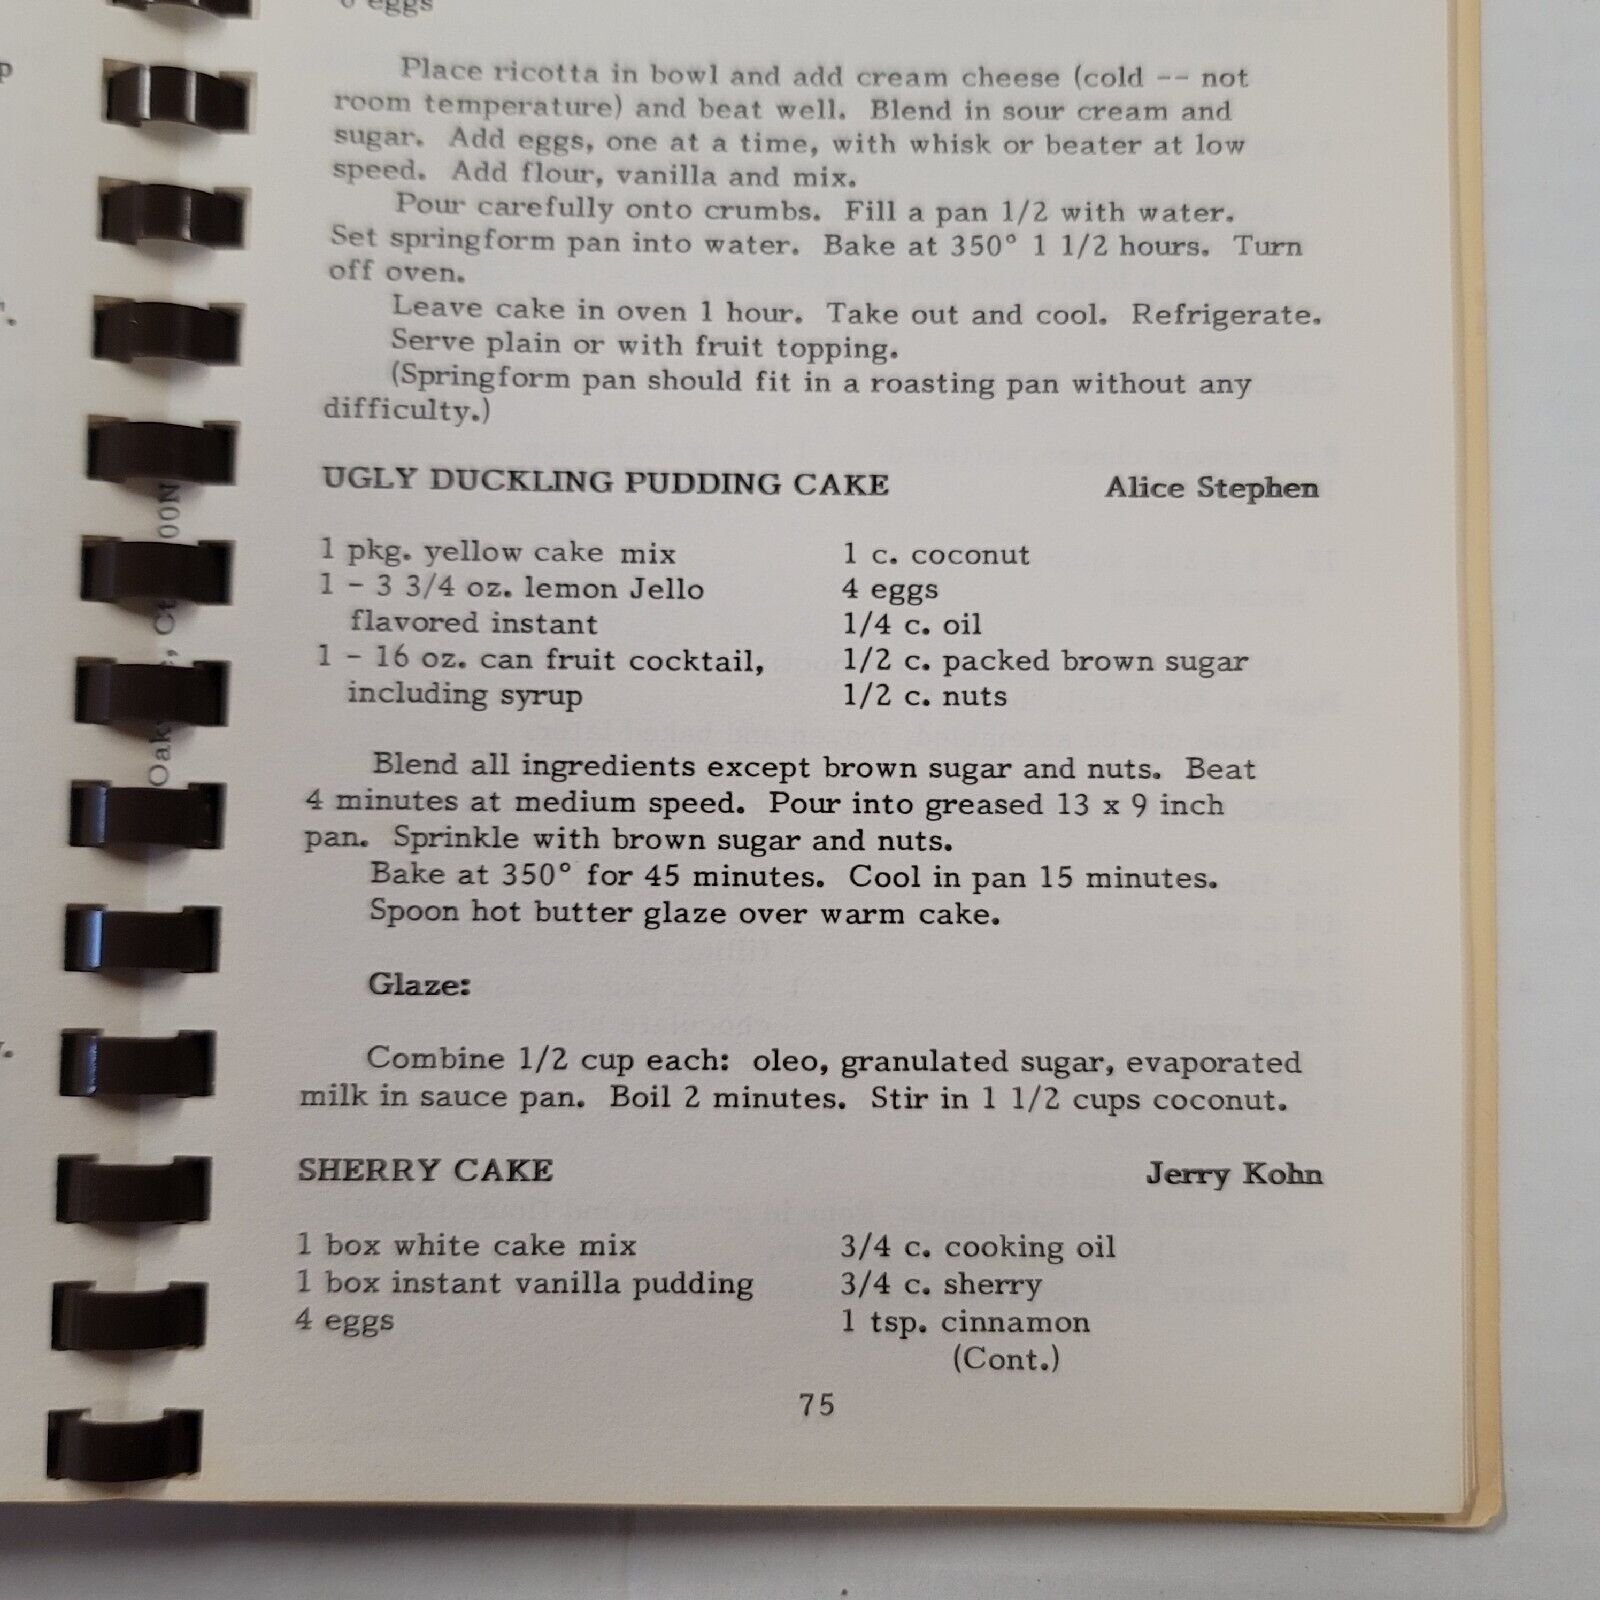 6 eggs
Place ricotta in bowl and add cream cheese (cold -- not
room temperature) and beat well. Blend in sour cream and
sugar. Add eggs, one at a time, with whisk or beater at low
speed. Add flour, vanilla and mix.
Pour carefully onto crumbs. Fill a pan 1/2 with water.
Set springform pan into water. Bake at 350° 1 1/2 hours. Turn
off oven.
Leave cake in oven 1 hour. Take out and cool. Refrigerate.
Serve plain or with fruit topping.
(Springform pan should fit in a roasting pan without any
difficulty.)
UGLY DUCKLING PUDDING CAKE Alice Stephen
1 pkg. yellow cake mix
1 - 3 3/4 oz. lemon Jello
flavored instant
1 - 16 oz. can fruit cocktail,
including syrup
1 c. coconut
4 eggs
1/4 c. oil
1/2 c. packed brown sugar
1/2 c. nuts
Blend all ingredients except brown sugar and nuts. Beat
4 minutes at medium speed. Pour into greased 13 x 9 inch
pan. Sprinkle with brown sugar and nuts.
Bake at 350° for 45 minutes. Cool in pan 15 minutes.
Spoon hot butter glaze over warm cake.
Glaze:
Combine 1/2 cup each: oleo, granulated sugar, evaporated
milk in sauce pan. Boil 2 minutes. Stir in 1 1/2 cups coconut.
SHERRY CAKE Jerry Kohn
1 box white cake mix
1 box instant vanilla pudding
4 eggs
3/4 c. cooking oil
3/4 c. sherry
1 tsp. cinnamon
(Cont.)
75